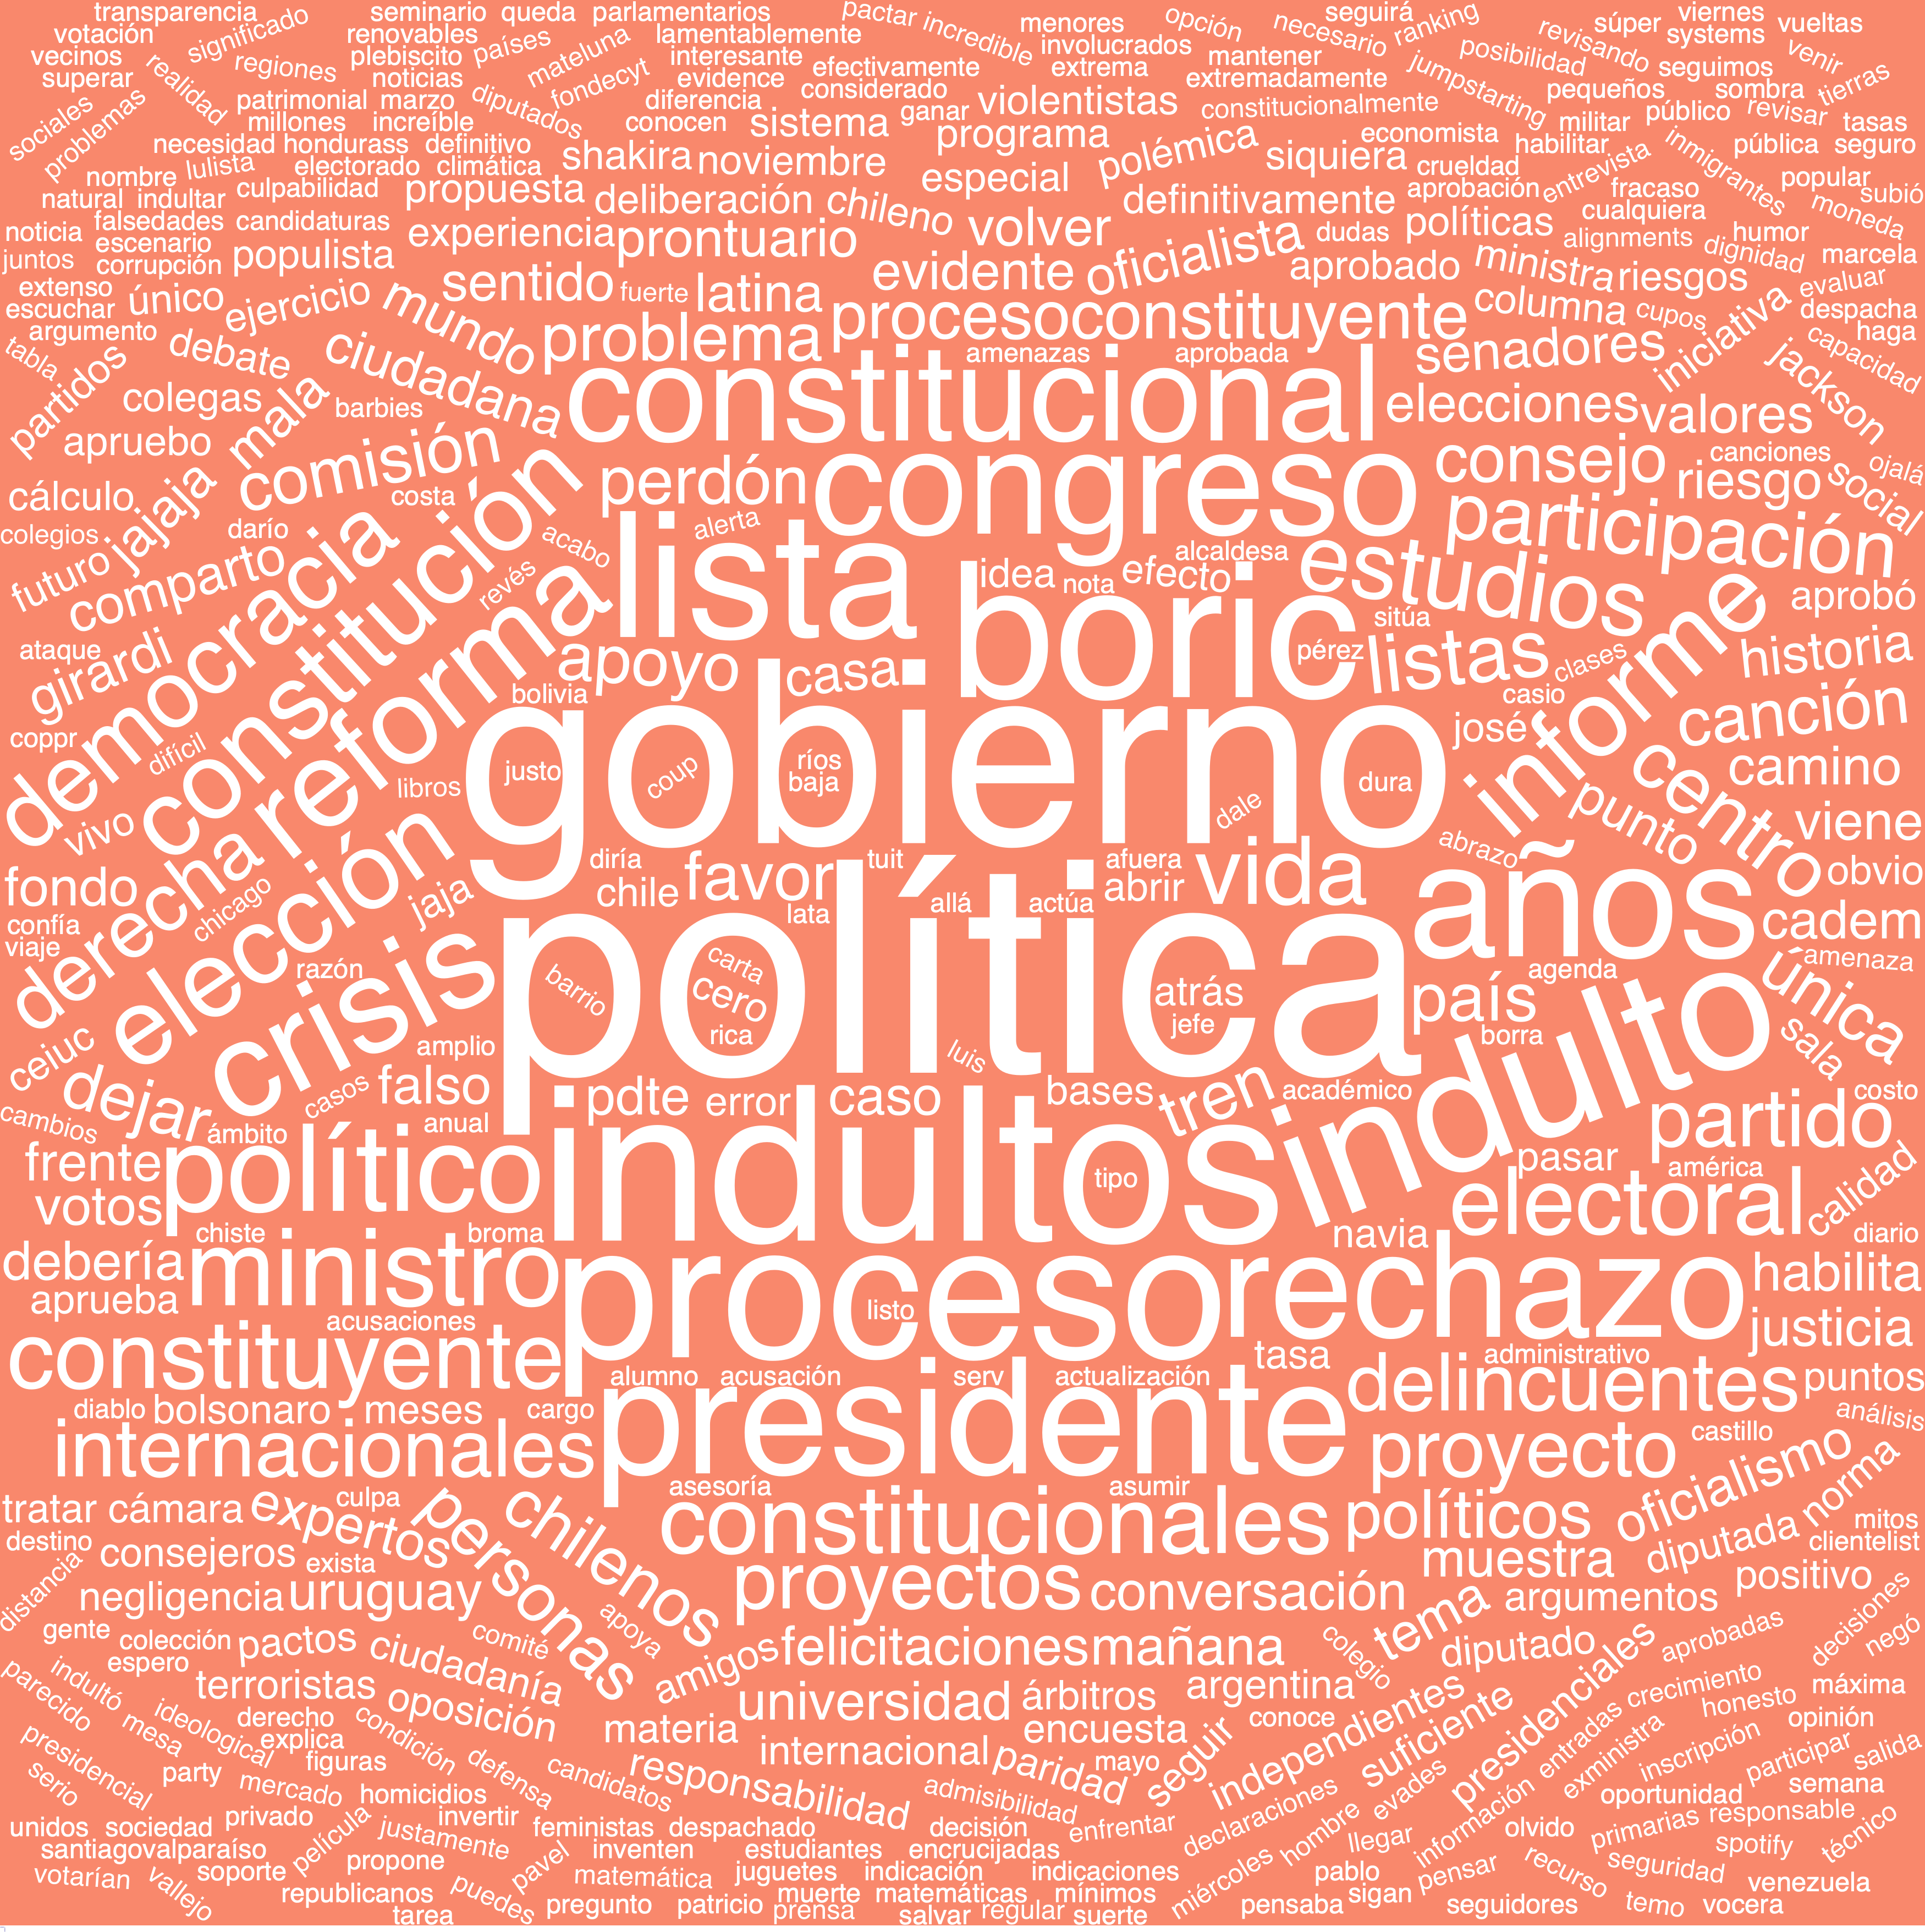 transparencia seminario queda parlamentarios pactar increible menores opción necesario seguirá ranking súper viernes vueltas
votación significado renovables lamentablemente involucrados revisando systems venir
vecinos plebiscito países mateluna interesante efectivamente extrema mantener posibilidad seguimos
superar realidad regiones noticias fondecyt evidence considerado extremadamente jumpstarting pequeños sombra tierras
sociales problemas patrimonial marzo diputados diferencia ganar violentistas constitucionalmente público revisar tasas
millones increíble conocen sistema programa economista militar
necesidad hondurass definitivo shakira noviembre polémica siquiera habilitar inmigrantes pública seguro
nombre lulista electorado climática especial crueldad entrevista popular subió
natural indultar culpabilidad propuesta deliberación chileno definitivamente aprobación fracaso moneda
noticia falsedades candidaturas experiencia prontuario volver oficialista dudas políticas cualquiera humor
juntos escenario populista evidente aprobado ministra alignments dignidad marcela
corrupción sentido fuerte latina riesgos evaluar
extenso único ejercicio mundo procesoconstituyente columna cupos iniciativa despacha
escuchar argumento debate ciudadana problema amenazas aprobada senadores capacidad haga
tabla partidos colegas barbies constitucional elecciones valores jackson
apruebo mala comisión perdón congreso consejo canciones ojalá
cálculo jajaja costa riesgo social
colegios darío constitución acabo alerta lista alcaldesa estudios participación
futuro comparto democracia revés idea nota efecto boric sitúa aprobó
ataque girardi reforma apoyo casa pérez listas clases informe historia
bolivia casio canción
coppr difícil justo coup ríos gobierno dura josé centro camino
libros baja dale punto
vivo derecha elección diría favor tuit afuera vida abrazo viene
fondo chicago jaja chile lata allá actúa abrir años obvio
confía cadem
viaje crisis razón barrio carta cero política atrás país agenda única amenaza
ceiuc amplio rica luis jefe borra sala
dejar casos falso pdte error caso bases tren académico indulto costo
cambios ámbito anual partido
frente político indultos tipo pasar américa calidad
votos chiste broma navia electoral diario
debería ministro proceso rechazo habilita
aprueba acusaciones listo justicia
constituyente alumno acusación serv actualización tasa administrativo delincuentes puntos
diablo bolsonaro meses cargo presidente análisis
internacionales proyecto castillo
asesoría asumir oficialismo
tratar cámara expertos culpa personas chilenos constitucionales políticos norma mitos
destino consejeros exista muestra diputada clientelist
distancia negligencia uruguay proyectos conversación argumentos positivo decisiones
gente colección pactos ciudadanía comité apoya amigos felicitaciones mañana colegio tema aprobadas negó
espero diputado
parecido indultó terroristas oposición universidad árbitros argentina presidenciales crecimiento máxima
mesa ideological derecho condición materia encuesta conoce independientes suficiente honesto opinión
presidencial explica defensa internacional paridad mayo seguir entradas exministra inscripción participar salida
serio party mercado figuras candidatos responsabilidad admisibilidad declaraciones evades información oportunidad semana
homicidios
unidos sociedad privado invertir feministas despachado decisión enfrentar hombre llegar olvido primarias responsable
santiagovalparaíso película justamente inventen estudiantes encrucijadas spotify técnico
votarían vallejo soporte propone pavel matemática juguetes indicación indicaciones miércoles pablo pensar recurso seguridad venezuela
republicanos puedes pregunto patricio muerte matemáticas mínimos pensaba sigan seguidores temo vocera
tarea prensa salvar regular suerte